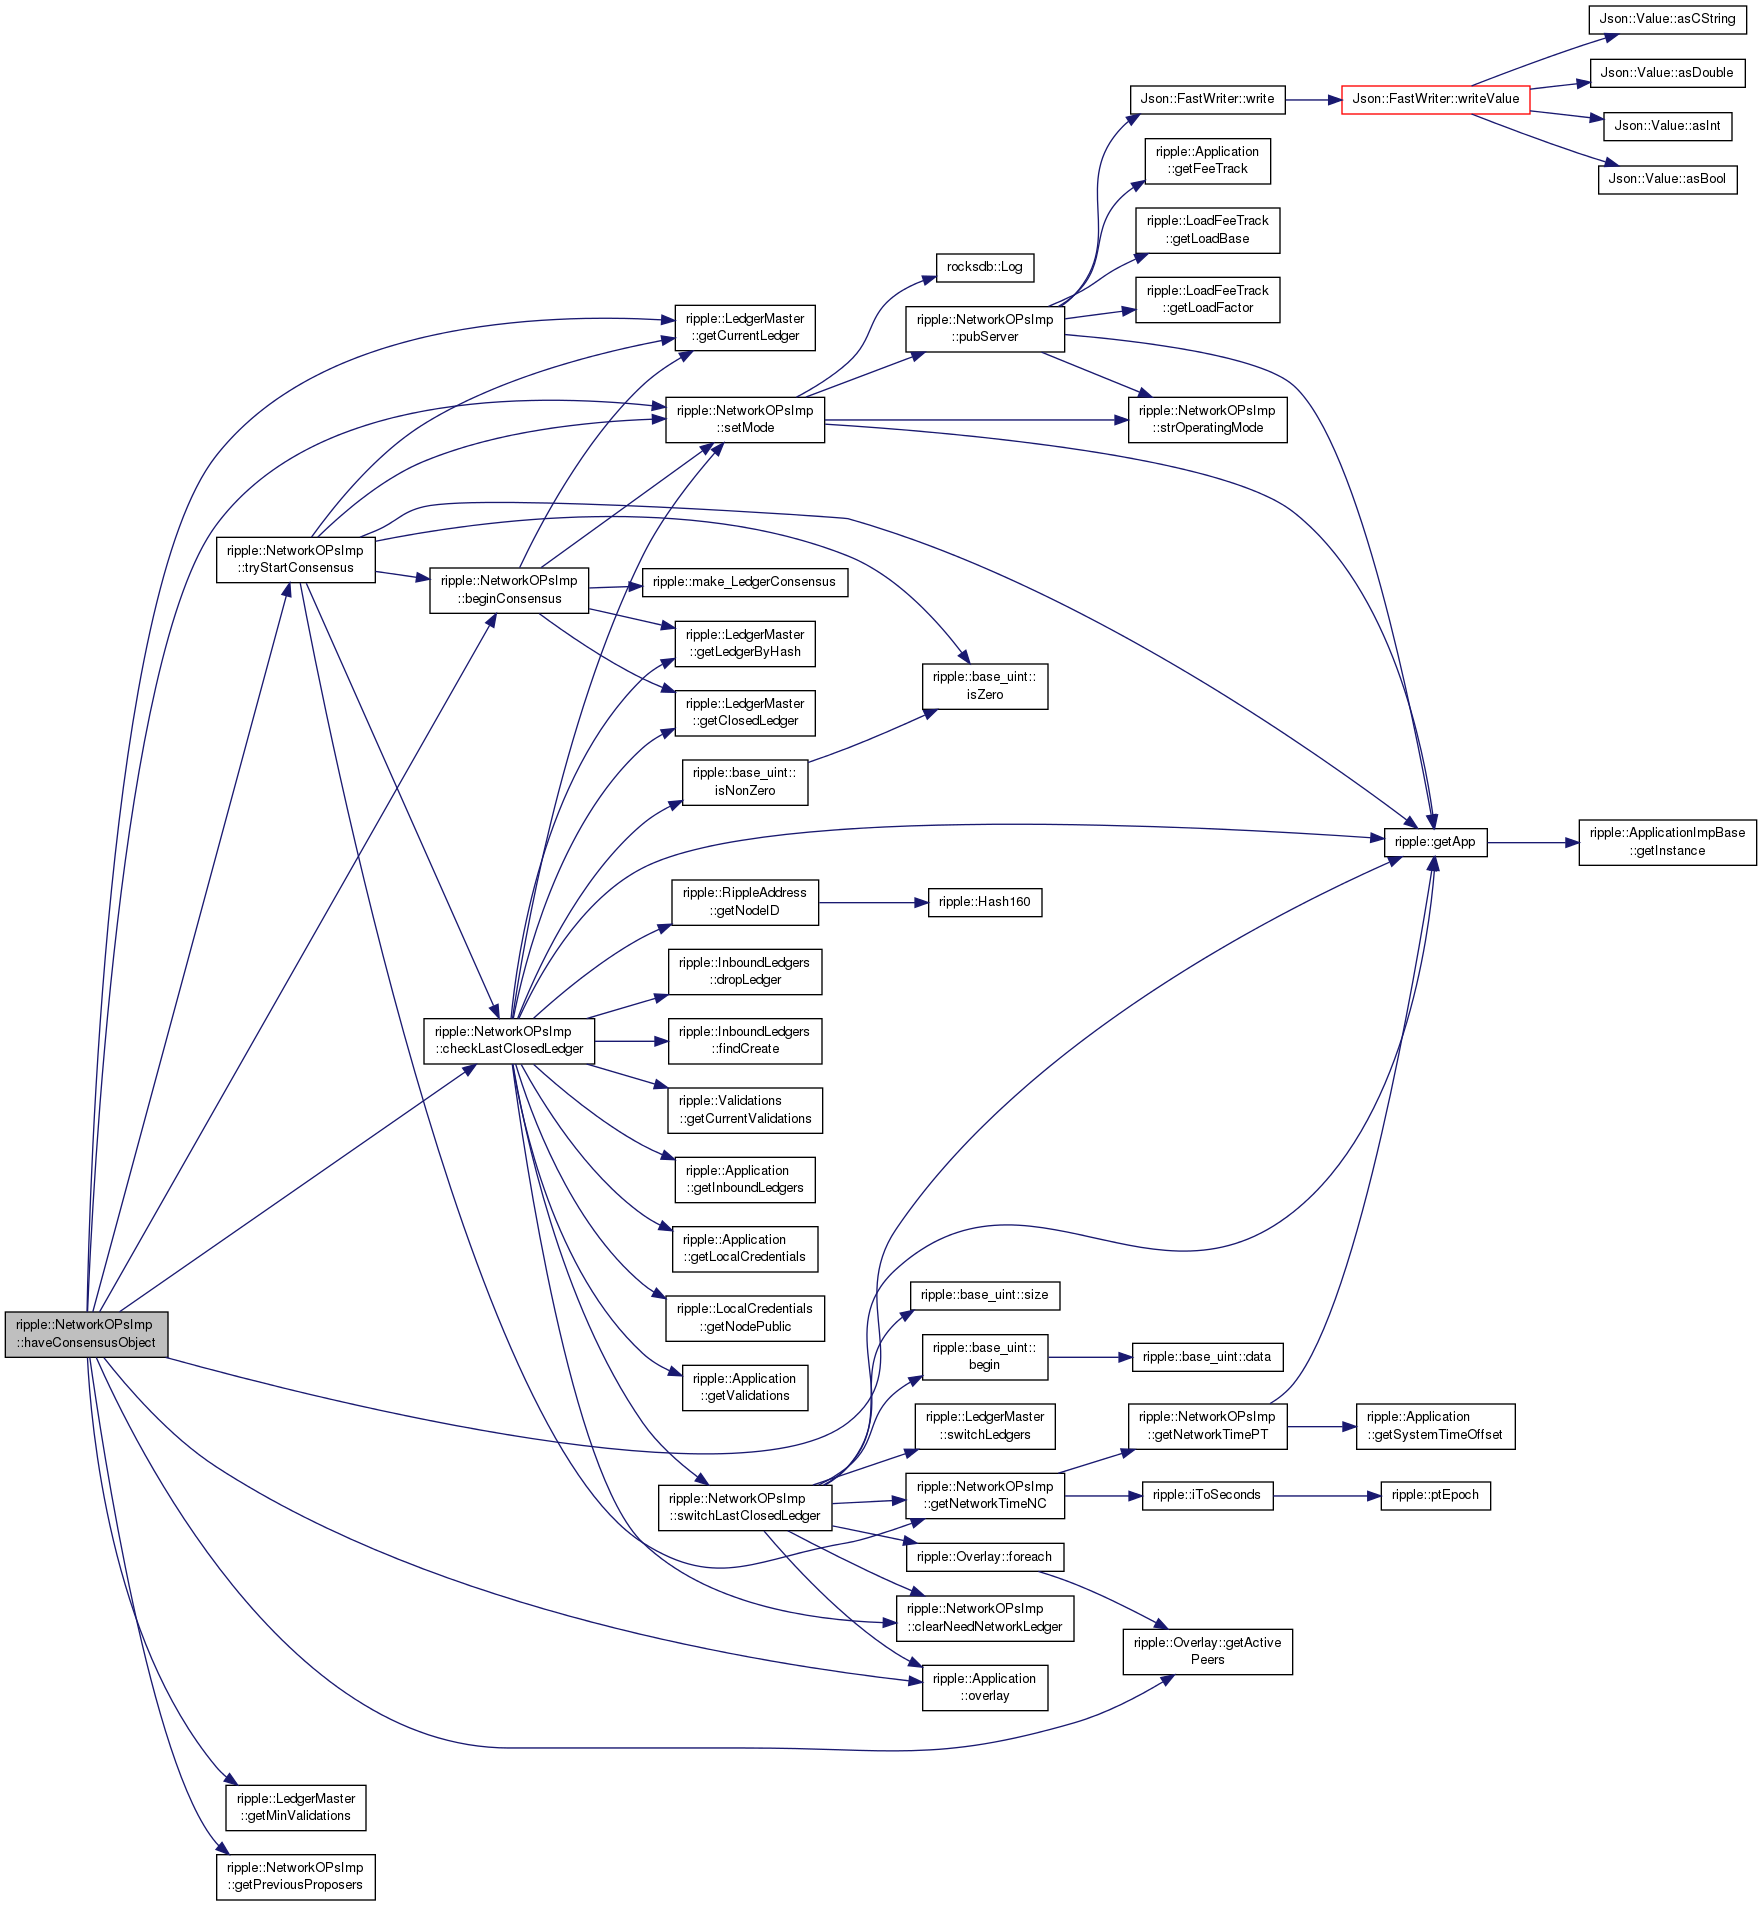 Json::Value::asCString
Json::Value::asDouble
Json::FastWriter::write
Json::FastWriter::writeValue
Json::Value::asInt
ripple::Application
::getFeeTrack
Json::Value::asBool
ripple::LoadFeeTrack
::getLoadBase
rocksdb::Log
ripple::LoadFeeTrack
::getLoadFactor
ripple::LedgerMaster
::getCurrentLedger
ripple::NetworkOPsImp
::pubServer
ripple::NetworkOPsImp
::setMode
ripple::NetworkOPsImp
::strOperatingMode
ripple::NetworkOPsImp
::tryStartConsensus
ripple::NetworkOPsImp
::beginConsensus
ripple::make_LedgerConsensus
ripple::LedgerMaster
::getLedgerByHash
ripple::base_uint::
isZero
ripple::LedgerMaster
::getClosedLedger
ripple::base_uint::
isNonZero
ripple::getApp
ripple::ApplicationImpBase
::getInstance
ripple::RippleAddress
::getNodeID
ripple::Hash160
ripple::InboundLedgers
::dropLedger
ripple::NetworkOPsImp
::checkLastClosedLedger
ripple::InboundLedgers
::findCreate
ripple::Validations
::getCurrentValidations
ripple::Application
::getInboundLedgers
ripple::Application
::getLocalCredentials
ripple::base_uint::size
ripple::NetworkOPsImp
::haveConsensusObject
ripple::LocalCredentials
::getNodePublic
ripple::base_uint::
begin
ripple::base_uint::data
ripple::Application
::getValidations
ripple::LedgerMaster
::switchLedgers
ripple::NetworkOPsImp
::getNetworkTimePT
ripple::Application
::getSystemTimeOffset
ripple::NetworkOPsImp
::switchLastClosedLedger
ripple::NetworkOPsImp
::getNetworkTimeNC
ripple::iToSeconds
ripple::ptEpoch
ripple::Overlay::foreach
ripple::NetworkOPsImp
::clearNeedNetworkLedger
ripple::Overlay::getActive
Peers
ripple::Application
::overlay
ripple::LedgerMaster
::getMinValidations
ripple::NetworkOPsImp
::getPreviousProposers